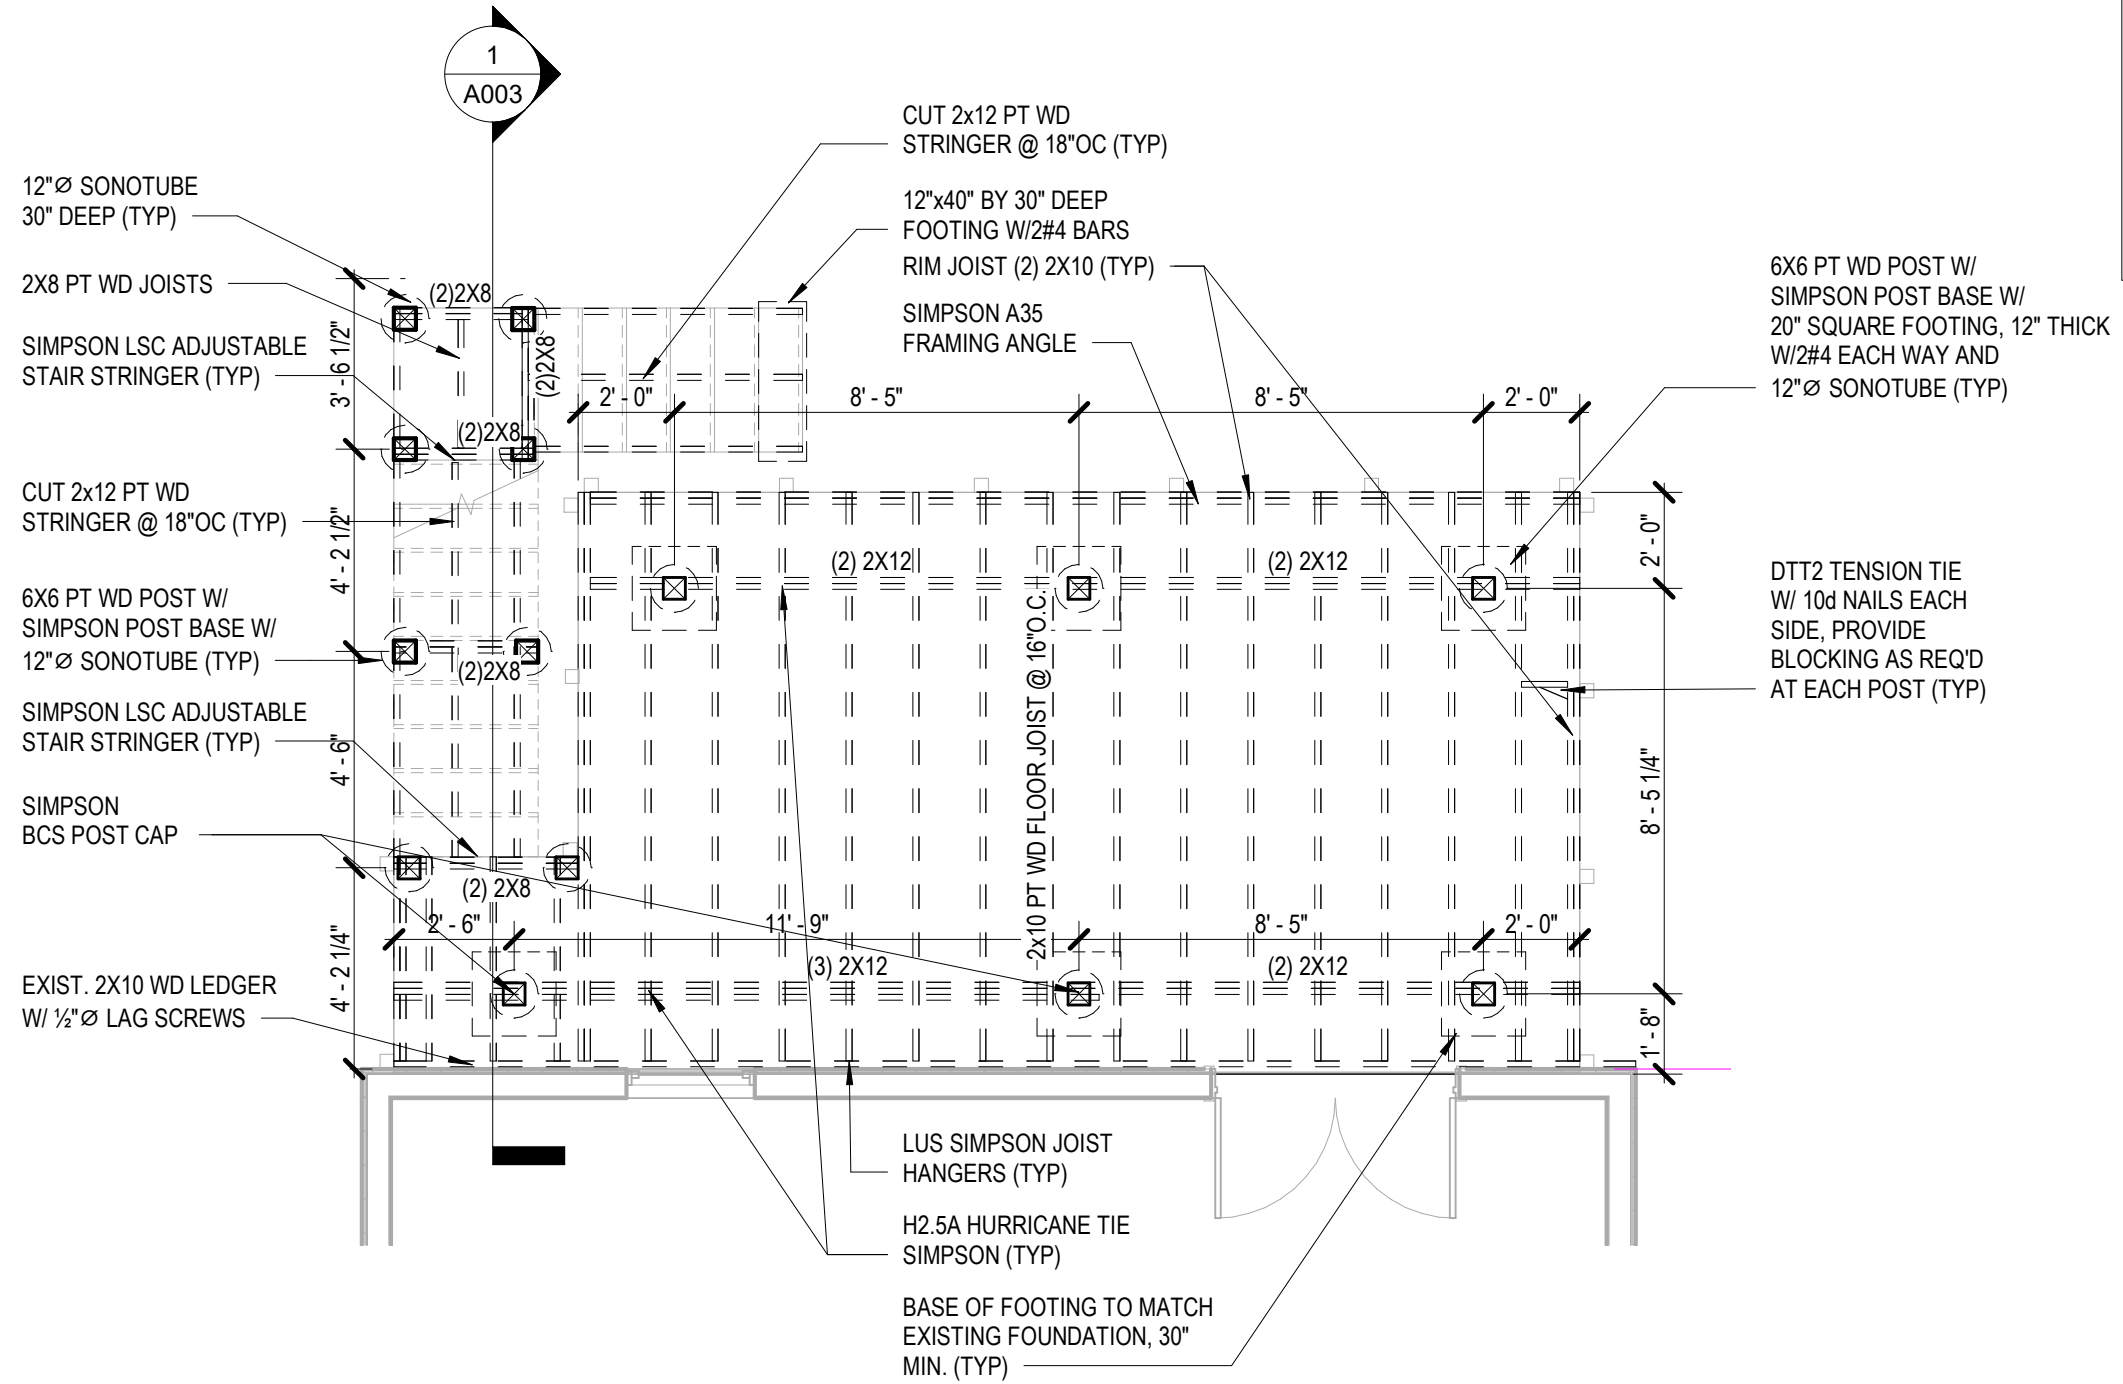 1
A003
CUT 2x12 PT WD
STRINGER @ 18"OC (TYP)
12"Ø SONOTUBE
30" DEEP (TYP)
12"x40" BY 30" DEEP
FOOTING W/2#4 BARS
RIM JOIST (2) 2X10 (TYP)
SIMPSON A35
FRAMING ANGLE
6X6 PT WD POST W/
SIMPSON POST BASE W/
20" SQUARE FOOTING, 12" THICK
W/2#4 EACH WAY AND
12"Ø SONOTUBE (TYP)
2X8 PT WD JOISTS
SIMPSON LSC ADJUSTABLE
STAIR STRINGER (TYP)
(2)2X8
(2)2X8
(2)2X8
3' - 6 1/2"
2' - 0"
8' - 5"
8' - 5"
2' - 0"
CUT 2x12 PT WD
STRINGER @ 18"OC (TYP)
4' - 2 1/2"
2' - 0"
(2) 2X12
(2) 2X12
DTT2 TENSION TIE
W/ 10d NAILS EACH
SIDE, PROVIDE
BLOCKING AS REQ'D
AT EACH POST (TYP)
6X6 PT WD POST W/
SIMPSON POST BASE W/
12"Ø SONOTUBE (TYP)
(2)2X8
2x10 PT WD FLOOR JOIST @ 16"O.C.
SIMPSON LSC ADJUSTABLE
STAIR STRINGER (TYP)
4' - 6"
8' - 5 1/4"
SIMPSON
BCS POST CAP
(2) 2X8
2' - 6"
11' - 9"
8' - 5"
2' - 0"
4' - 2 1/4"
(3) 2X12
(2) 2X12
EXIST. 2X10 WD LEDGER
W/ ½"Ø LAG SCREWS
1' - 8"
LUS SIMPSON JOIST
HANGERS (TYP)
H2.5A HURRICANE TIE
SIMPSON (TYP)
BASE OF FOOTING TO MATCH
EXISTING FOUNDATION, 30"
MIN. (TYP)